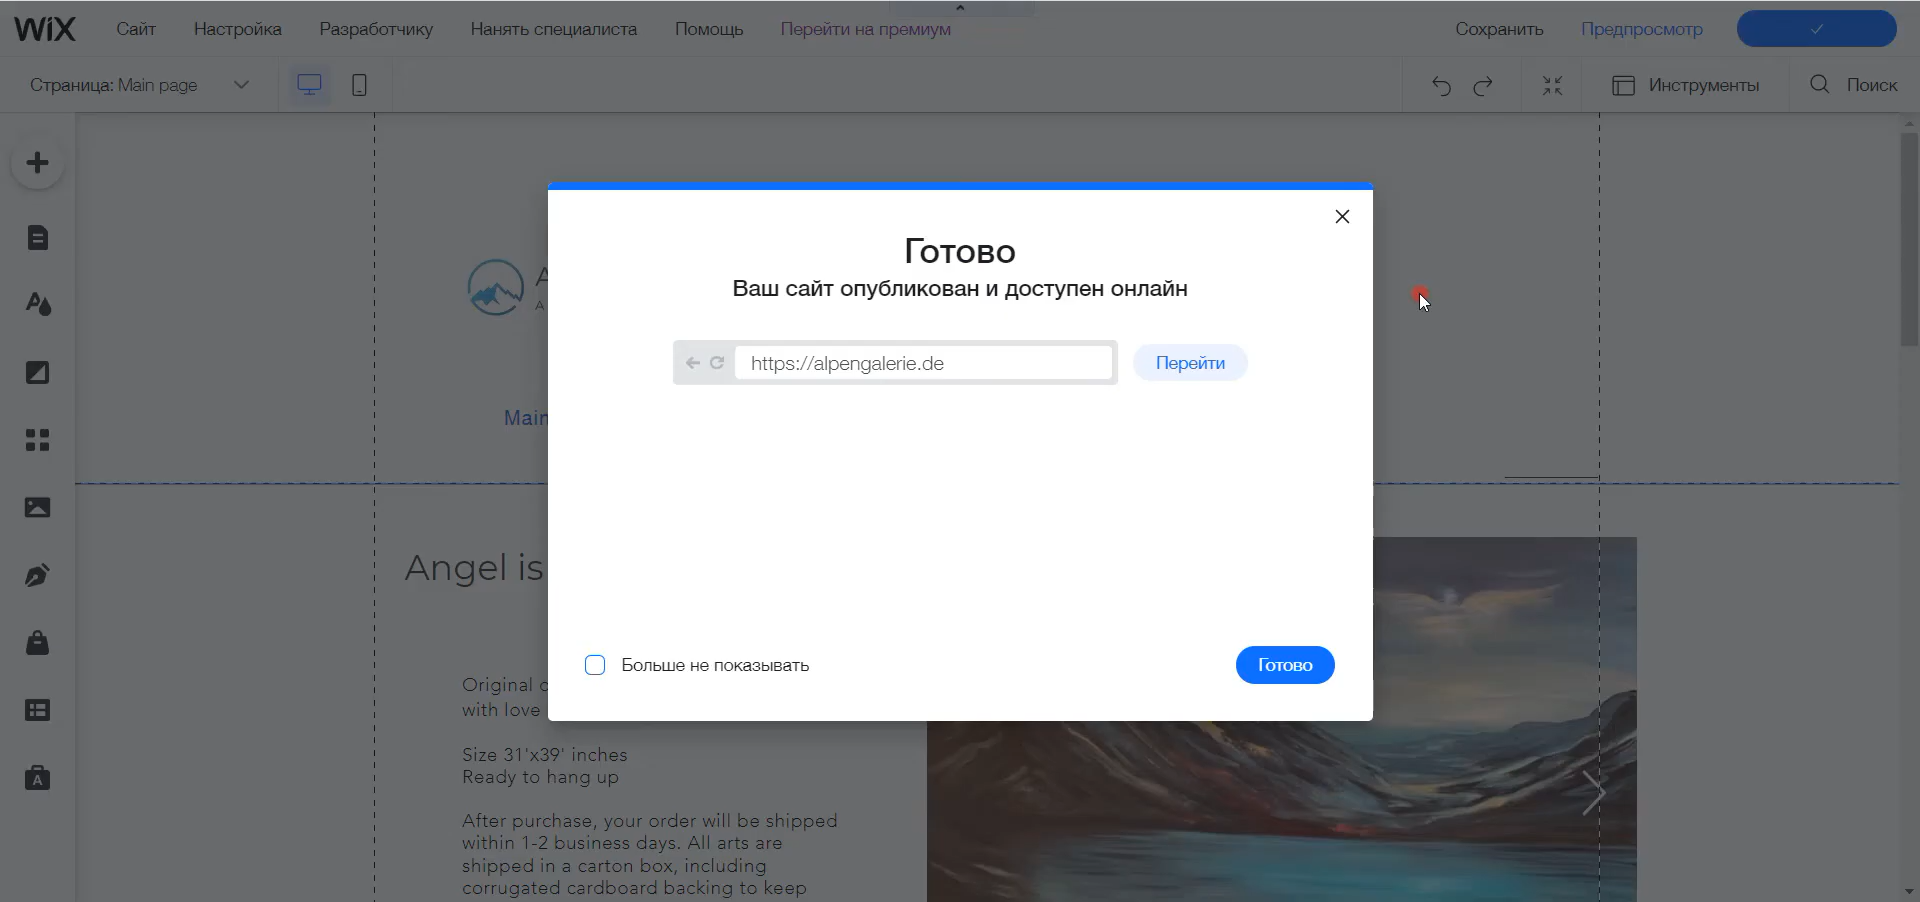 WiX Сайт Настройка Разработчику Нанять специалиста Помощь Перейти на премиум Сохранить Предпросмотр
Страница: Main page Инструменты Поиск
A
A
Main
Готово
Ваш сайт опубликован и доступен онлайн
https://alpengalerie.de Перейти
Больше не показывать Готово
Angel is
Original
with love
Size 31'x39' inches
Ready to hang up
After purchase, your order will be shipped
within 1-2 business days. All arts are
shipped in a carton box, including
corrugated cardboard backing to keep